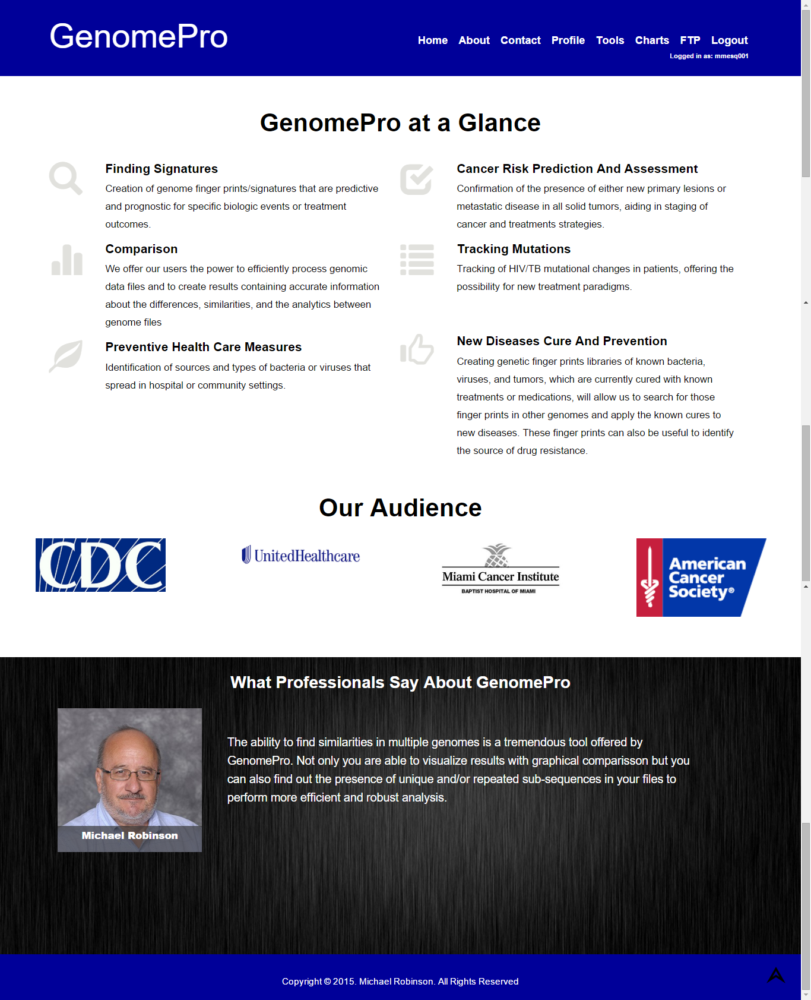 GenomePro
Home About Contact Profile Tools Charts FTP Logout
Logged in as: mmesq001
GenomePro at a Glance
Finding Signatures
Creation of genome finger prints/signatures that are predictive
and prognostic for specific biologic events or treatment
outcomes.
Cancer Risk Prediction And Assessment
Confirmation of the presence of either new primary lesions or
metastatic disease in all solid tumors, aiding in staging of
cancer and treatments strategies.
Comparison
We offer our users the power to efficiently process genomic
data files and to create results containing accurate information
about the differences, similarities, and the analytics between
genome files
Tracking Mutations
Tracking of HIV/TB mutational changes in patients, offering the
possibility for new treatment paradigms.
Preventive Health Care Measures
Identification of sources and types of bacteria or viruses that
spread in hospital or community settings.
New Diseases Cure And Prevention
Creating genetic finger prints libraries of known bacteria,
viruses, and tumors, which are currently cured with known
treatments or medications, will allow us to search for those
finger prints in other genomes and apply the known cures to
new diseases. These finger prints can also be useful to identify
the source of drug resistance.
Our Audience
CDC
UnitedHealthcare
Miami Cancer Institute
BAPTIST HOSPITAL OF MIAMI
American
Cancer
Society®
What Professionals Say About GenomePro
The ability to find similarities in multiple genomes is a tremendous tool offered by
GenomePro. Not only you are able to visualize results with graphical comparisson but you
can also find out the presence of unique and/or repeated sub-sequences in your files to
perform more efficient and robust analysis.
Michael Robinson
Copyright © 2015. Michael Robinson. All Rights Reserved